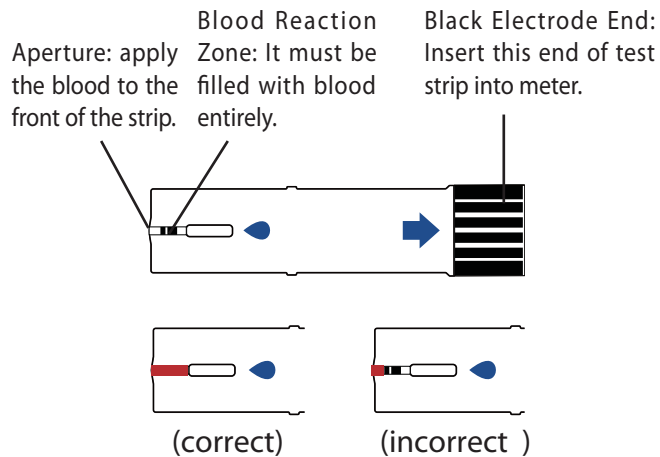 Aperture: apply
the blood to the
front of the strip.
Blood Reaction
Zone: It must be
filled with blood
entirely.
Black Electrode End:
Insert this end of test
strip into meter.
(correct)
(incorrect )